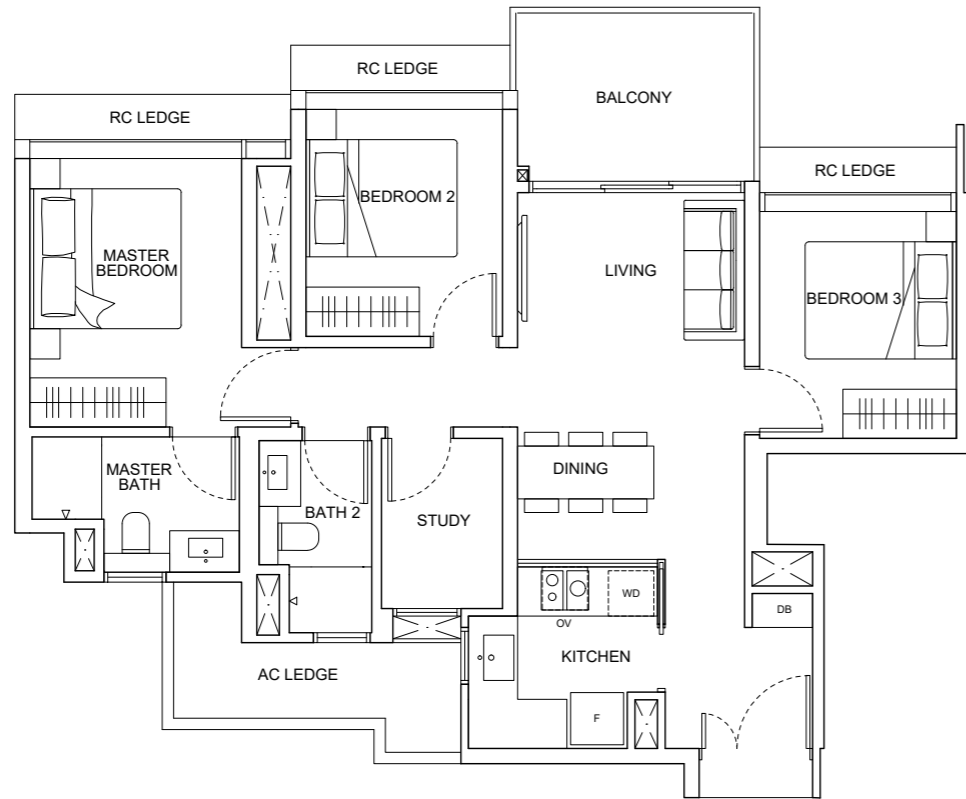 RC LEDGE
BALCONY
RC LEDGE
RC LEDGE
BEDROOM 2
MASTER
BEDROOM
LIVING
BEDROOM 3
MASTER
BATH
DINING
BATH 2
STUDY
WD
DB
OV
KITCHEN
AC LEDGE
F